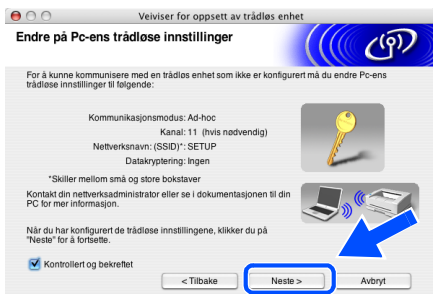 Veiviser for oppsett av trådløs enhet
Endre på Pc-ens trådløse innstillinger
For å kunne kommunisere med en trådløs enhet som ikke er konfigurert må du endre Pc-ens
trådløse innstillinger til følgende:
Kommunikasjonsmodus: Ad-hoc
Kanal: 11 (hvis nødvendig)
Nettverksnavn: (SSID)*: SETUP
Datakryptering: Ingen
*Skiller mellom små og store bokstaver
Kontakt din nettverksadministrator eller se i dokumentasjonen til din
PC for mer informasjon.
Når du har konfigurert de trådløse innstillingene, klikker du på
"Neste" for å fortsette.
Kontrollert og bekreftet
< Tilbake Neste > Avbryt